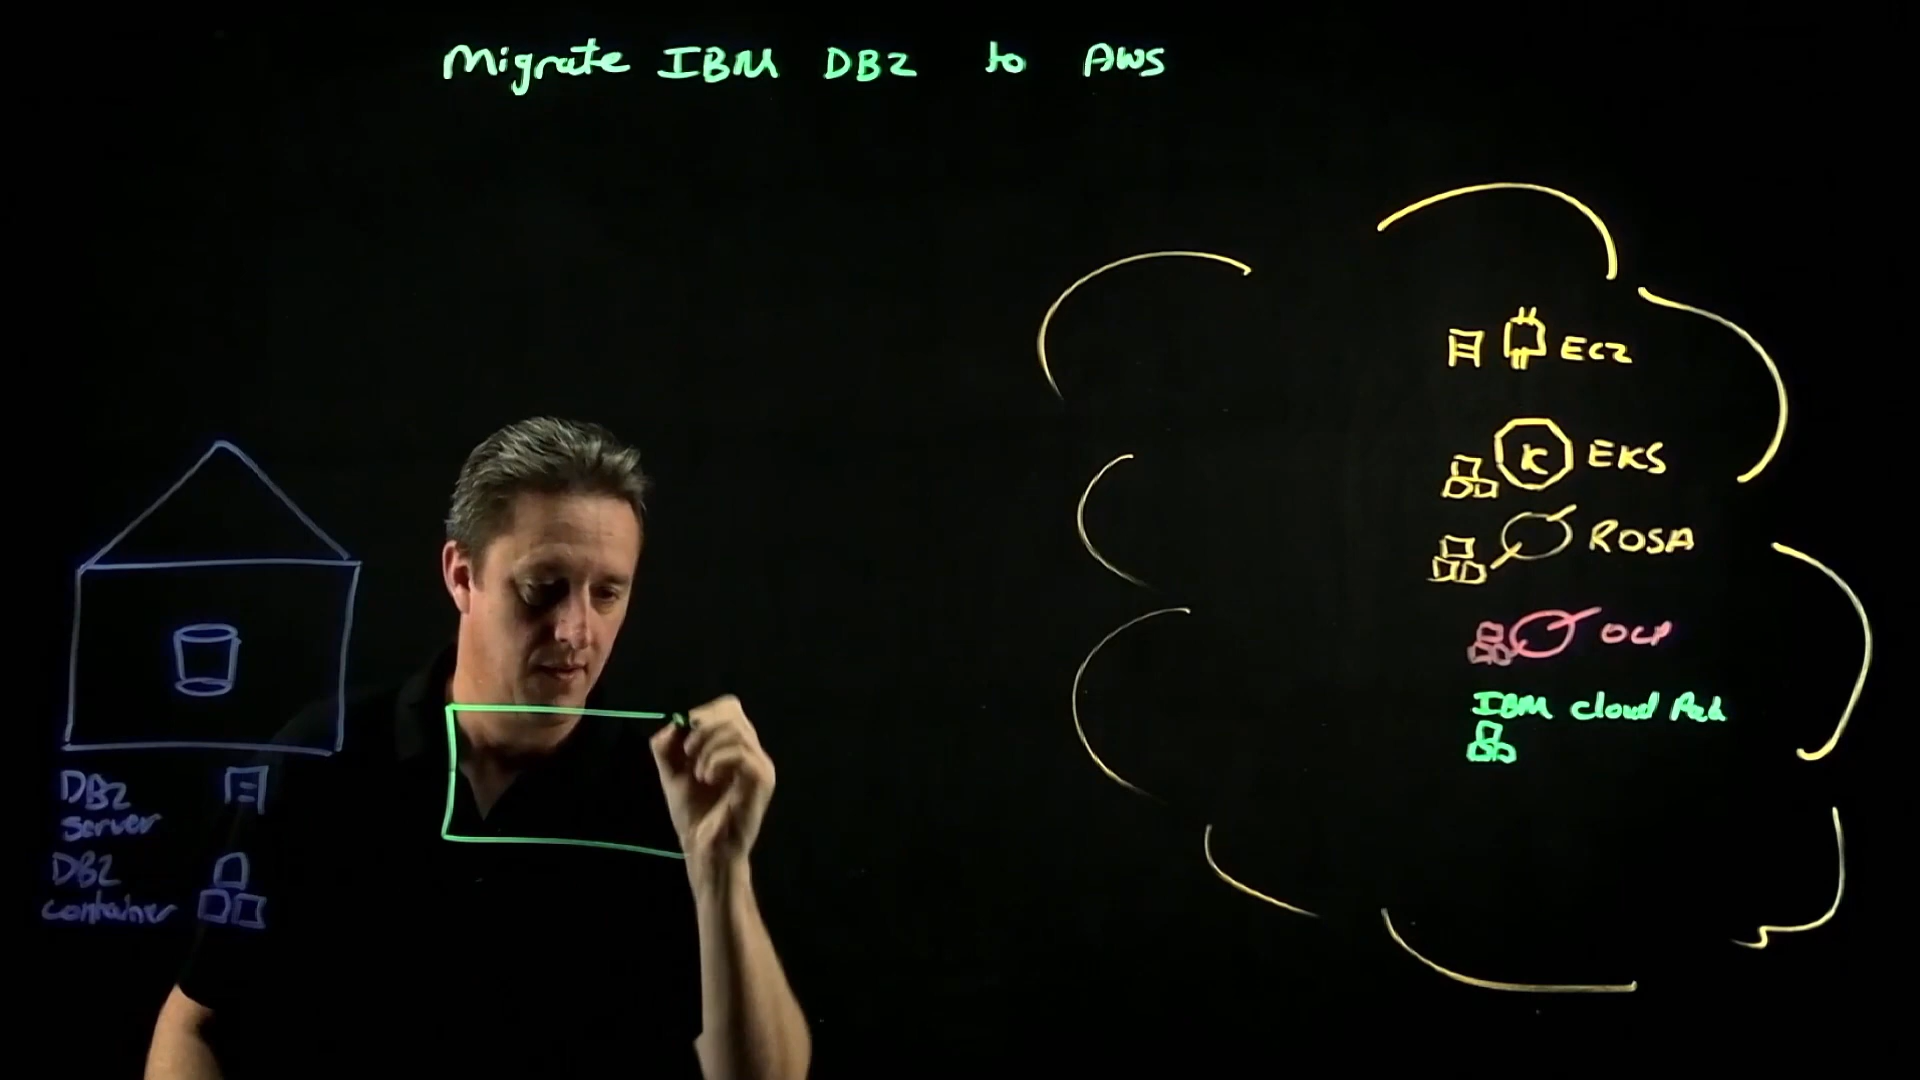 Migrate IBM DB2 to AWS
EC2
K EKS
ROSA
OCP
IBM cloud Pak
DB2
Server
DB2
container